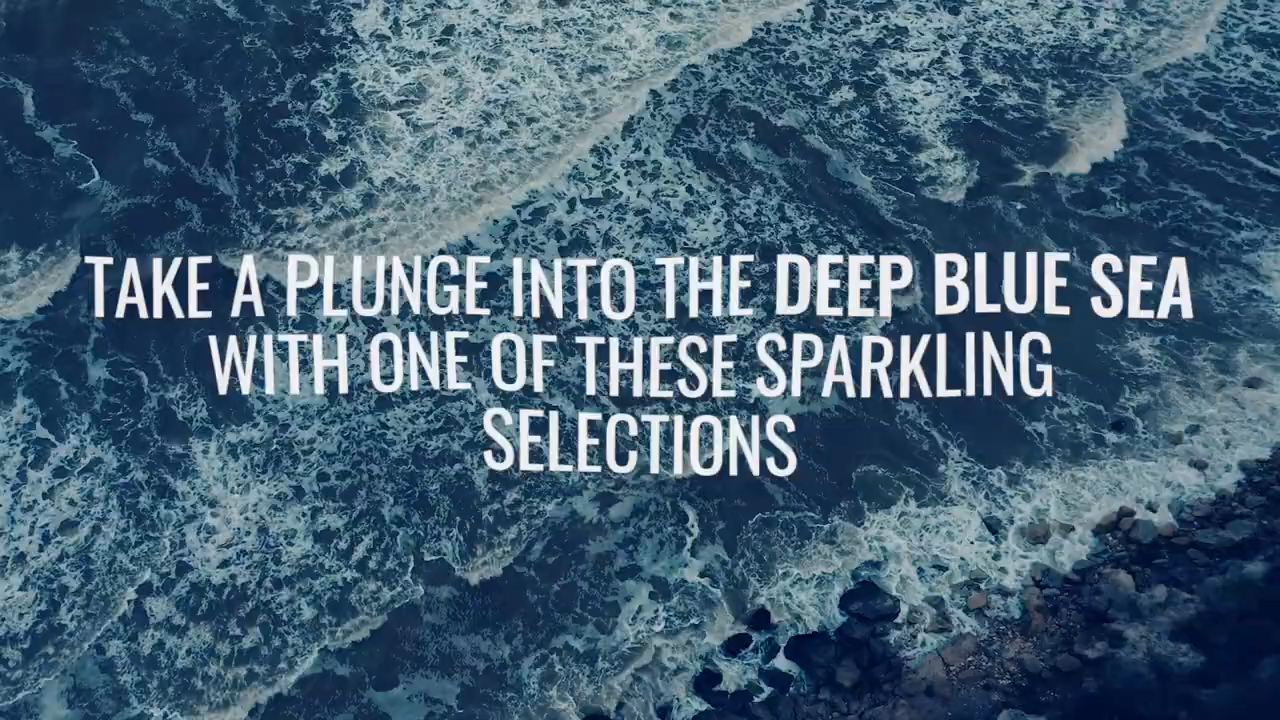 TAKE A PLUNGE INTO THE DEEP BLUE SEA
WITH ONE OF THESE SPARKLING
SELECTIONS